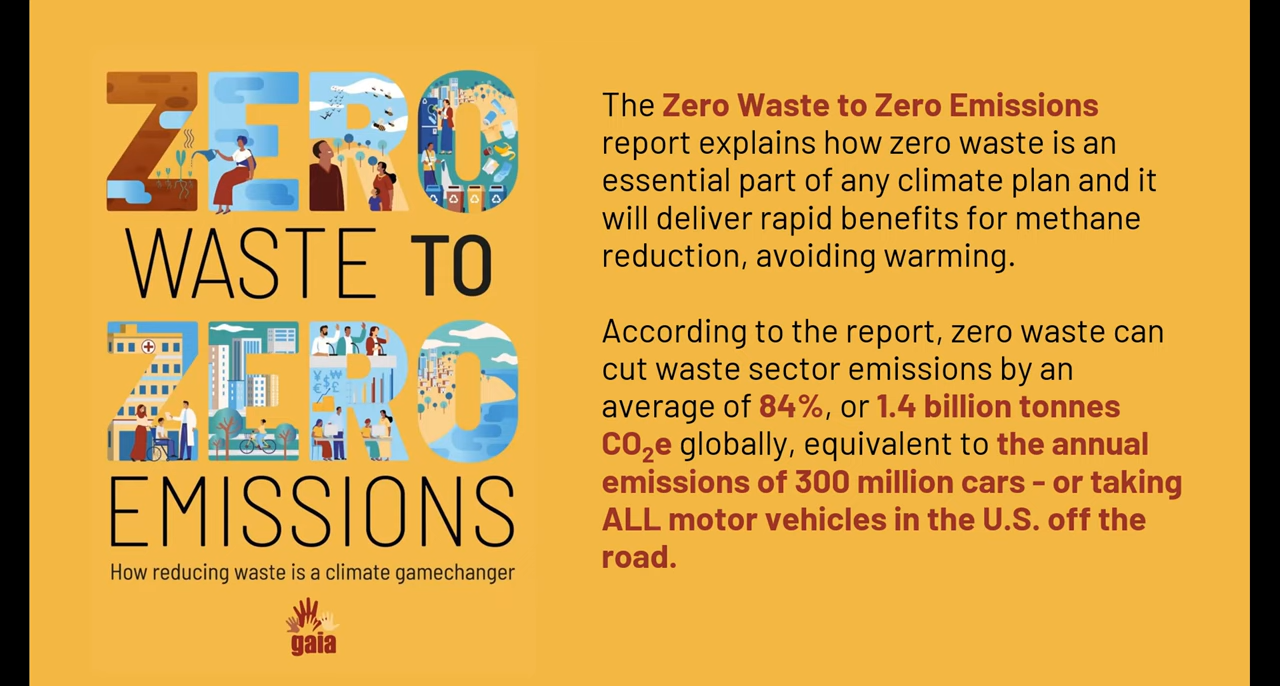 ZERO
WASTE TO
ZERO
EMISSIONS
How reducing waste is a climate gamechanger
gaia
The Zero Waste to Zero Emissions
report explains how zero waste is an
essential part of any climate plan and it
will deliver rapid benefits for methane
reduction, avoiding warming.
According to the report, zero waste can
cut waste sector emissions by an
average of 84%, or 1.4 billion tonnes
CO₂e globally, equivalent to the annual
emissions of 300 million cars - or taking
ALL motor vehicles in the U.S. off the
road.